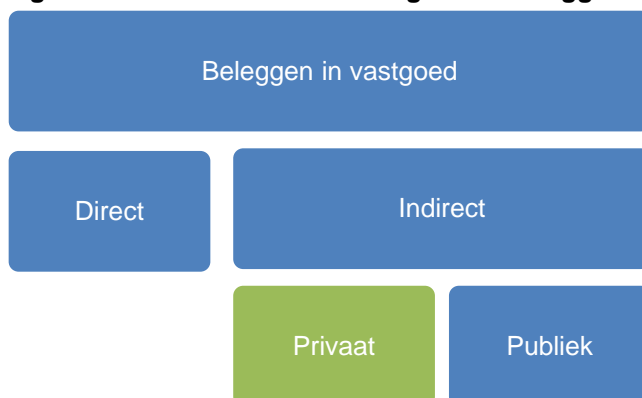 Beleggen in vastgoed
Direct
Indirect
Privaat
Publiek